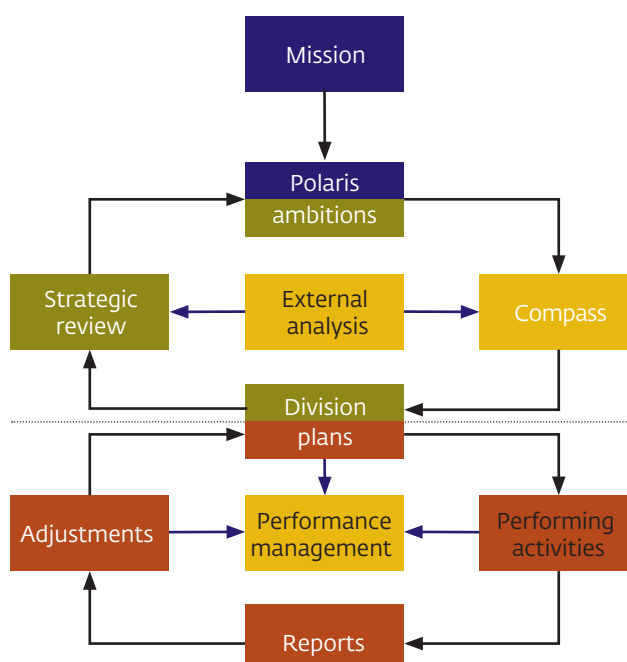 Mission
Polaris
ambitions
Strategic
review
External
analysis
Compass
Division
plans
Adjustments
Performance
management
Performing
activities
Reports